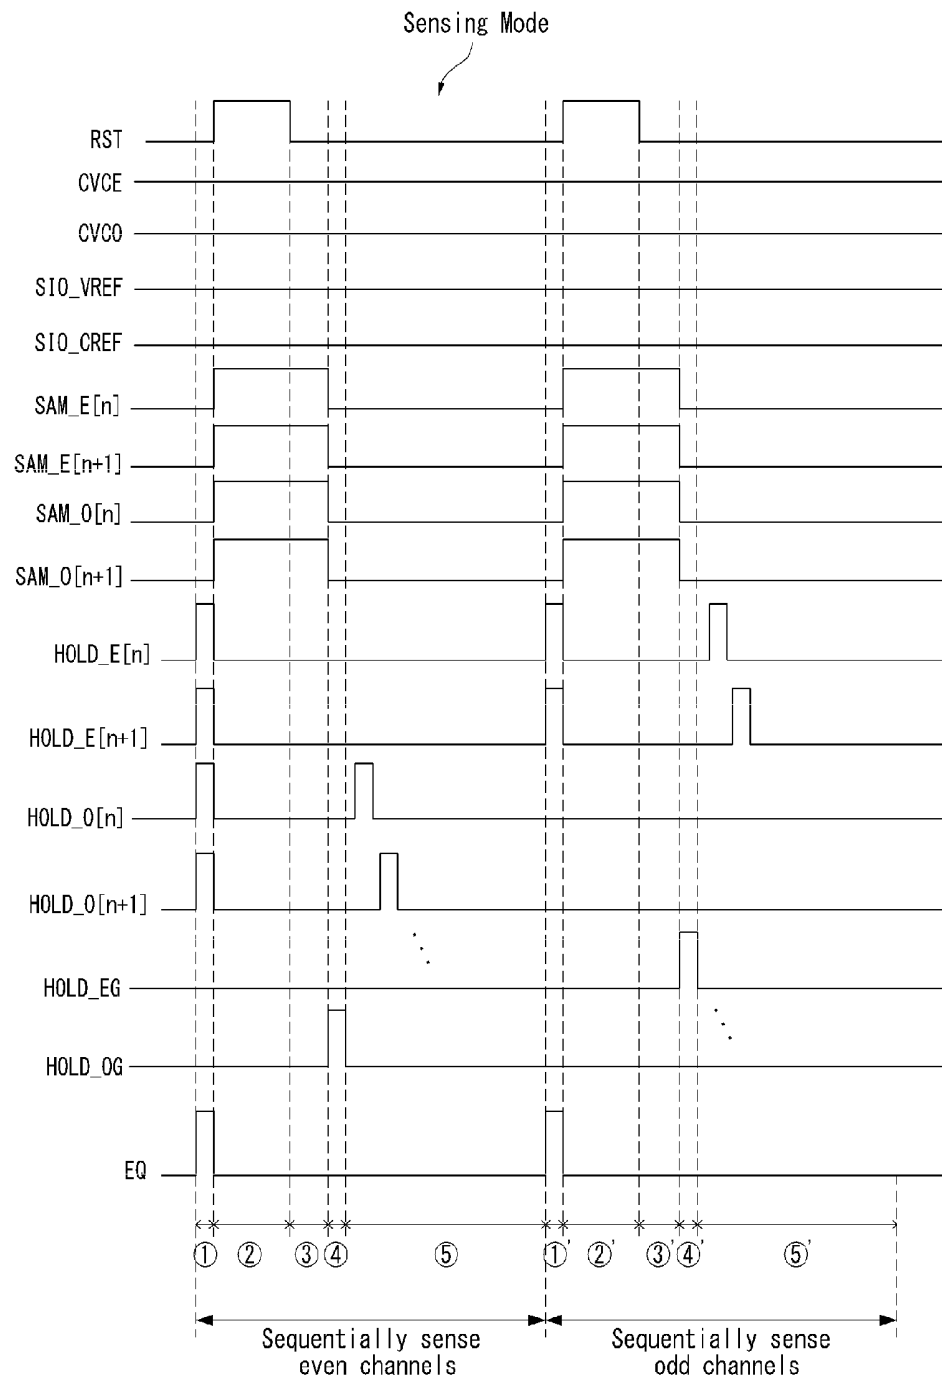 Sensing Mode
RST
CVCE
CVCO
SIO_VREF
SIO_CREF
SAM_E[n]
SAM_E[n+1]
SAM_O[n]
SAM_O[n+1]
HOLD_E[n]
HOLD_E[n+1]
HOLD_O[n]
HOLD_O[n+1]
HOLD_EG
HOLD_OG
EQ
① ② ③ ④ ⑤ ①' ②' ③' ④' ⑤'
Sequentially sense
even channels
Sequentially sense
odd channels